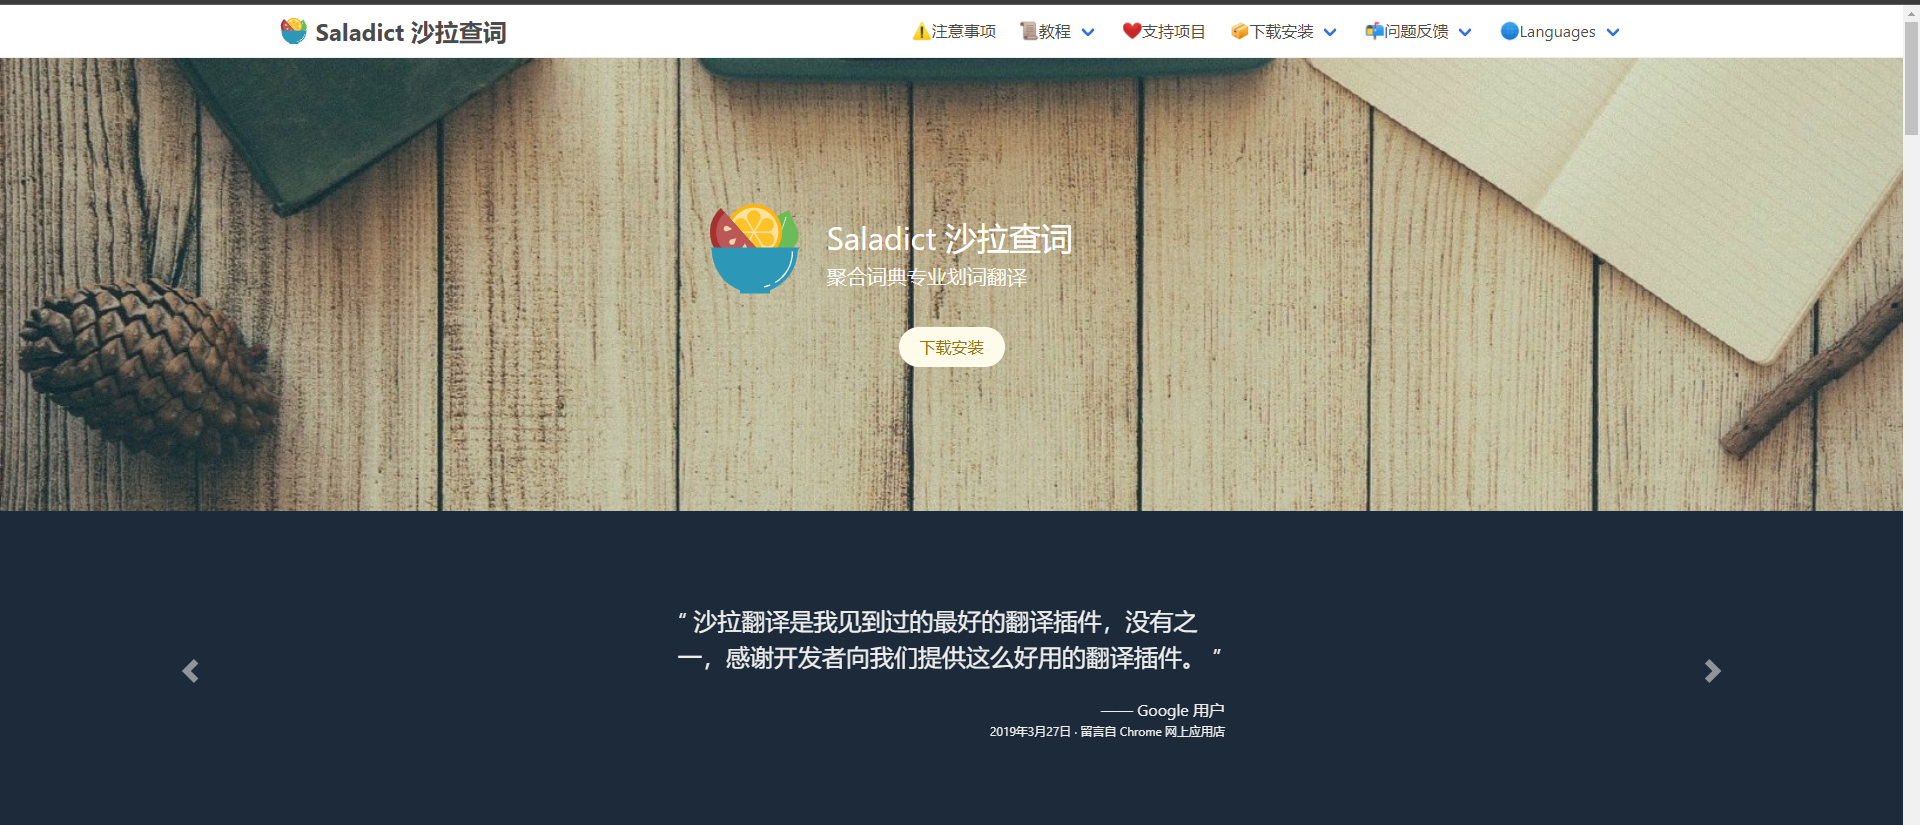 Saladict 沙拉查词
⚠️注意事项 📜教程 ❤️支持项目 📦下载安装 📬问题反馈 🌐Languages
Saladict 沙拉查词
聚合词典专业划词翻译
下载安装
“ 沙拉翻译是我见到过的最好的翻译插件，没有之
一，感谢开发者向我们提供这么好用的翻译插件。 ”
—— Google 用户
2019年3月27日 · 留言自 Chrome 网上应用店